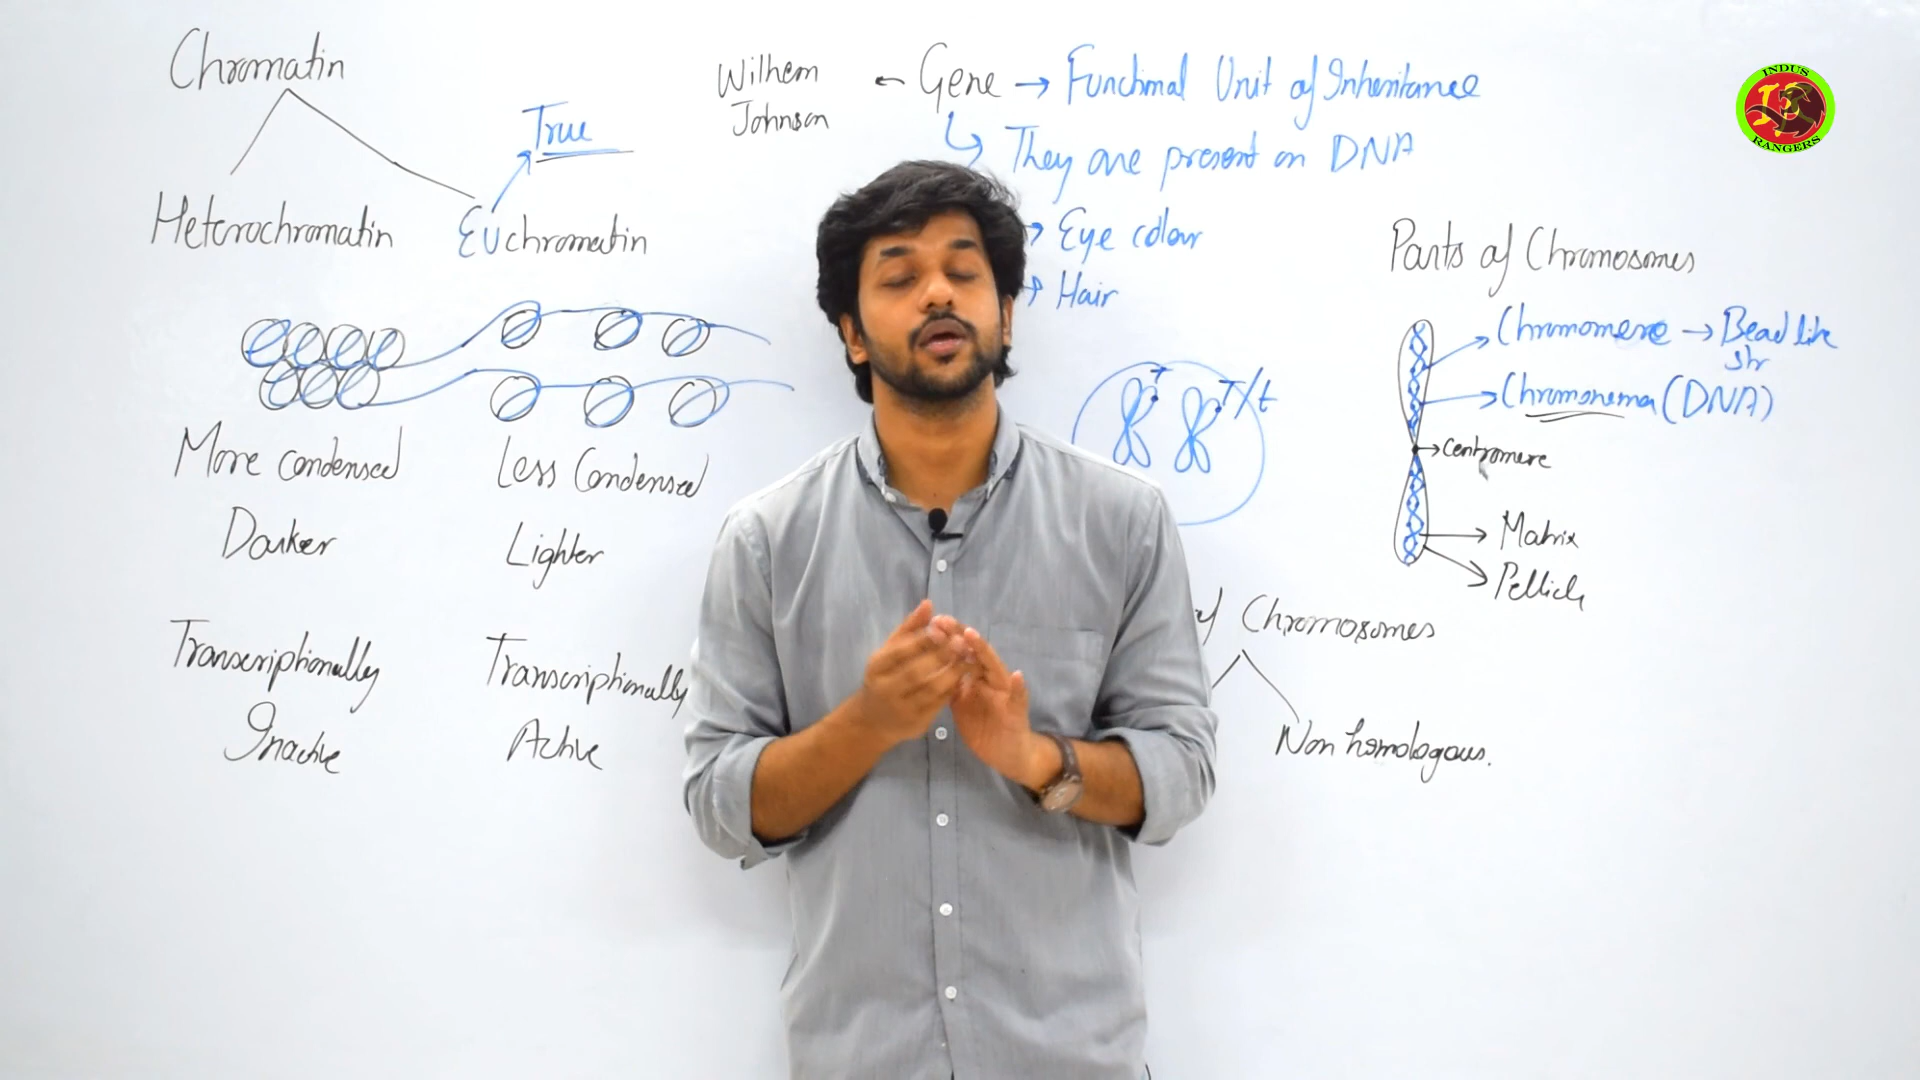 Chromatin
Heterochromatin
Euchromatin
True
More condensed
Darker
Transcriptionally
Inactive
Less Condensed
Lighter
Transcriptionally
Active
Wilhem
Johnson
← Gene → Functional Unit of Inheritance
They are present on DNA
→ Eye colour
→ Hair
T
T/t
of Chromosomes
Non homologous.
Parts of Chromosomes
Chromomere → Bead like
str
Chromonema (DNA)
Centromere
Matrix
Pellicle
INDUS
RANGERS